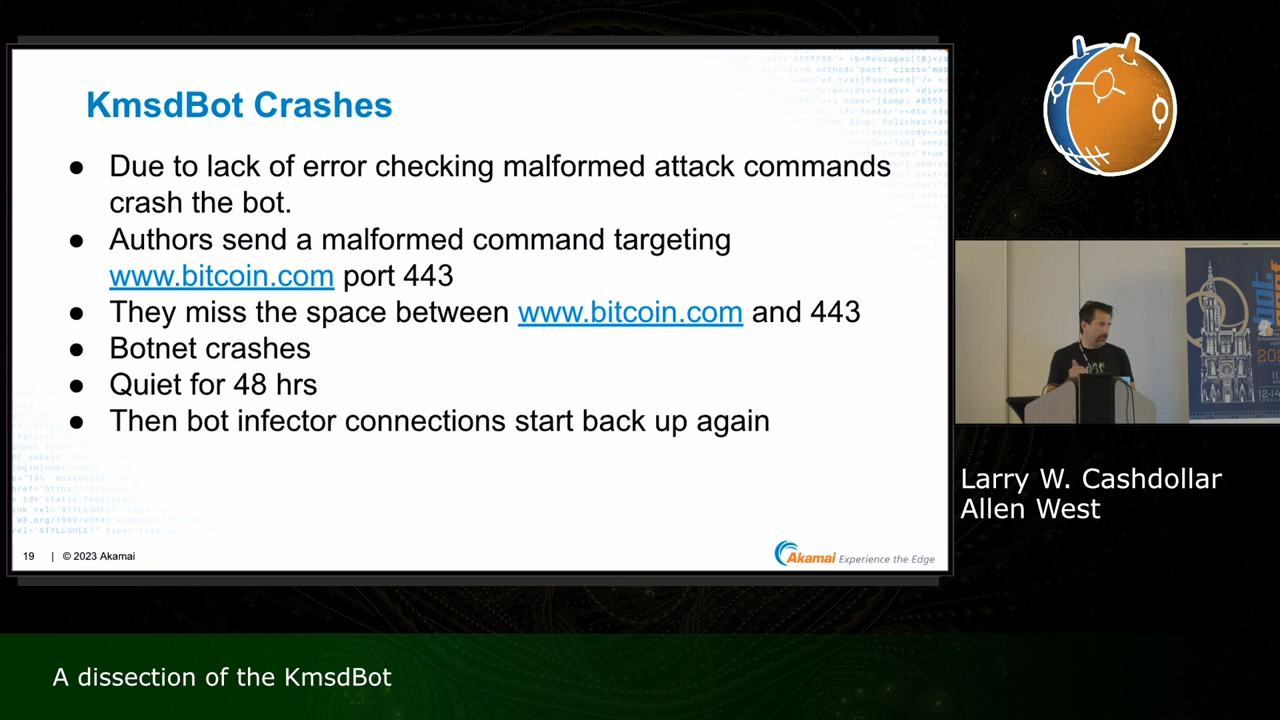 KmsdBot Crashes
● Due to lack of error checking malformed attack commands
crash the bot.
● Authors send a malformed command targeting
www.bitcoin.com port 443
● They miss the space between www.bitcoin.com and 443
● Botnet crashes
● Quiet for 48 hrs
● Then bot infector connections start back up again
19 | © 2023 Akamai
Akamai Experience the Edge
Larry W. Cashdollar
Allen West
A dissection of the KmsdBot